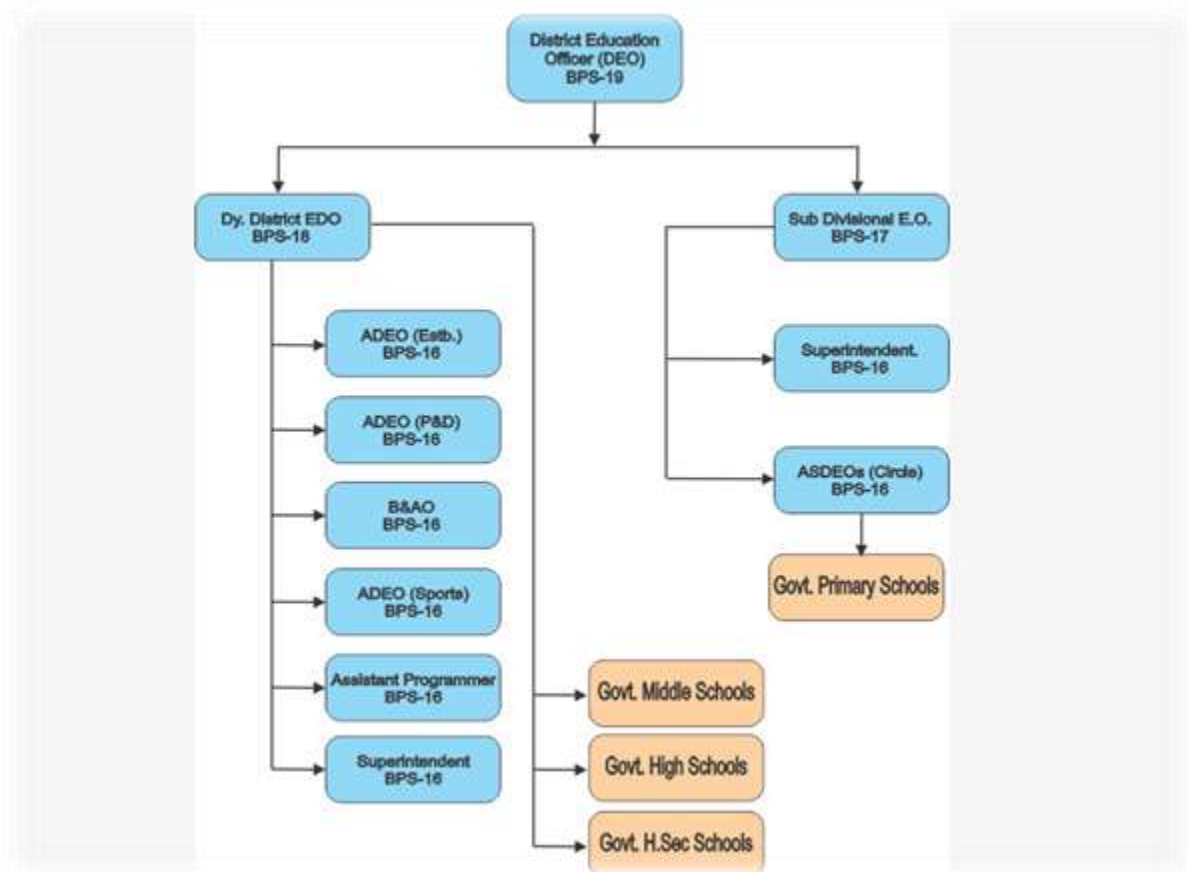 District Education
Officer (DEO)
BPS-19
Dy. District EDO
BPS-18
Sub Divisional E.O.
BPS-17
ADEO (Estb.)
BPS-16
ADEO (P&D)
BPS-16
B&AO
BPS-16
ADEO (Sports)
BPS-16
Assistant Programmer
BPS-16
Superintendent
BPS-16
Superintendent.
BPS-16
ASDEOs (Circle)
BPS-16
Govt. Primary Schools
Govt. Middle Schools
Govt. High Schools
Govt. H.Sec Schools